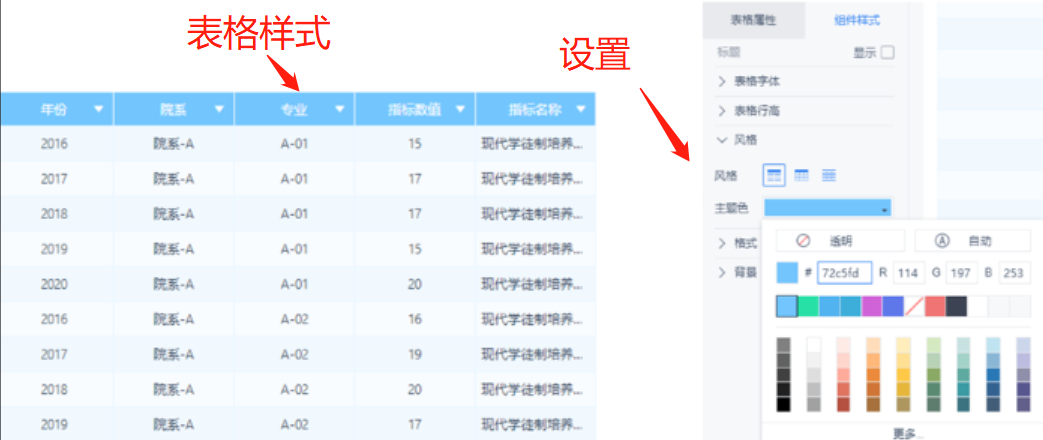 表格样式
设置
年份 院系 专业 指标数值 指标名称
2016 院系-A A-01 15 现代学徒制培养...
2017 院系-A A-01 17 现代学徒制培养...
2018 院系-A A-01 17 现代学徒制培养...
2019 院系-A A-01 15 现代学徒制培养...
2020 院系-A A-01 20 现代学徒制培养...
2016 院系-A A-02 16 现代学徒制培养...
2017 院系-A A-02 19 现代学徒制培养...
2018 院系-A A-02 20 现代学徒制培养...
2019 院系-A A-02 17 现代学徒制培养...
表格属性 组件样式
标题 显示
表格字体
表格行高
风格
风格
主题色
格式
背景
透明 自动
# 72c5fd R 114 G 197 B 253
更多...